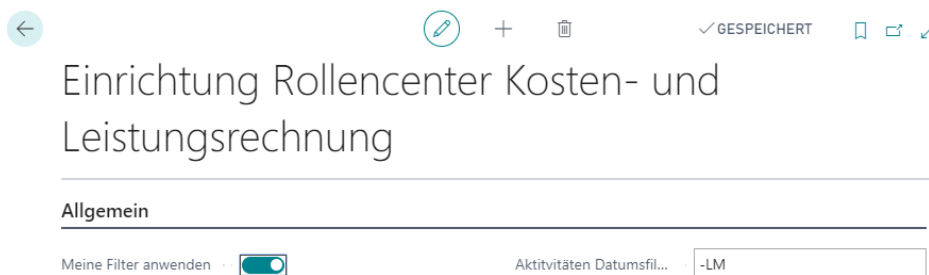 GESPEICHERT
Einrichtung Rollencenter Kosten- und
Leistungsrechnung
Allgemein
Meine Filter anwenden
Aktitvitäten Datumsfil...
-LM